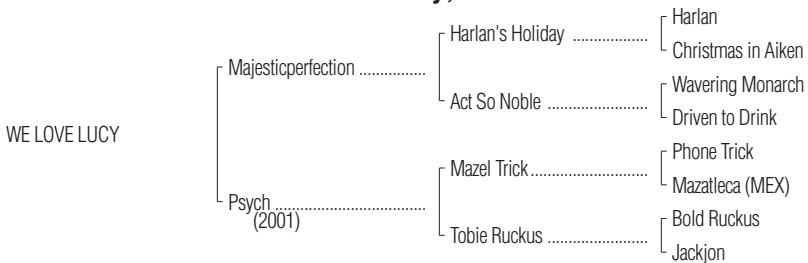 Harlan
Harlan's Holiday ..................
Christmas in Aiken
Majesticperfection ................
Wavering Monarch
Act So Noble ........................
Driven to Drink
WE LOVE LUCY
Phone Trick
Mazel Trick............................
Mazatleca (MEX)
Psych ....................................
(2001)
Bold Ruckus
Tobie Ruckus ........................
Jackjon